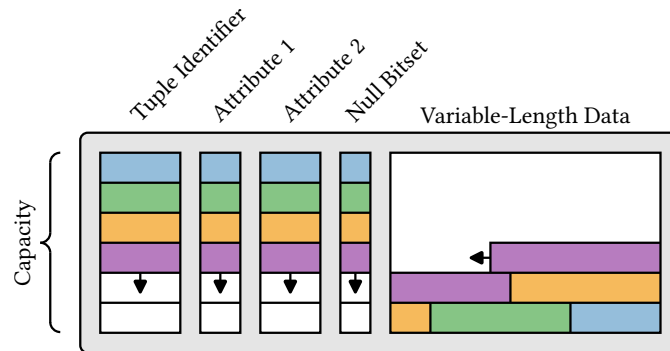 Tuple Identifier
Attribute 1
Attribute 2
Null Bitset
Variable-Length Data
Capacity